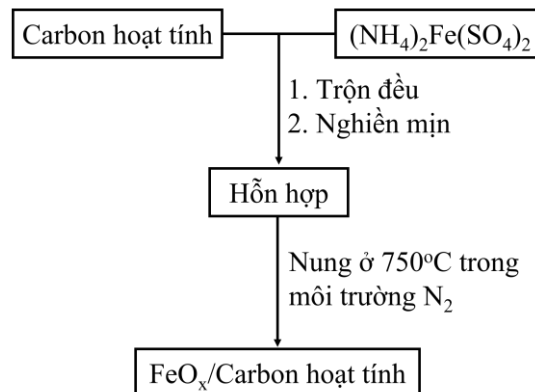 Carbon hoạt tính
(NH₄)₂Fe(SO₄)₂
1. Trộn đều
2. Nghiền mịn
Hỗn hợp
Nung ở 750°C trong
môi trường N₂
FeOₓ/Carbon hoạt tính